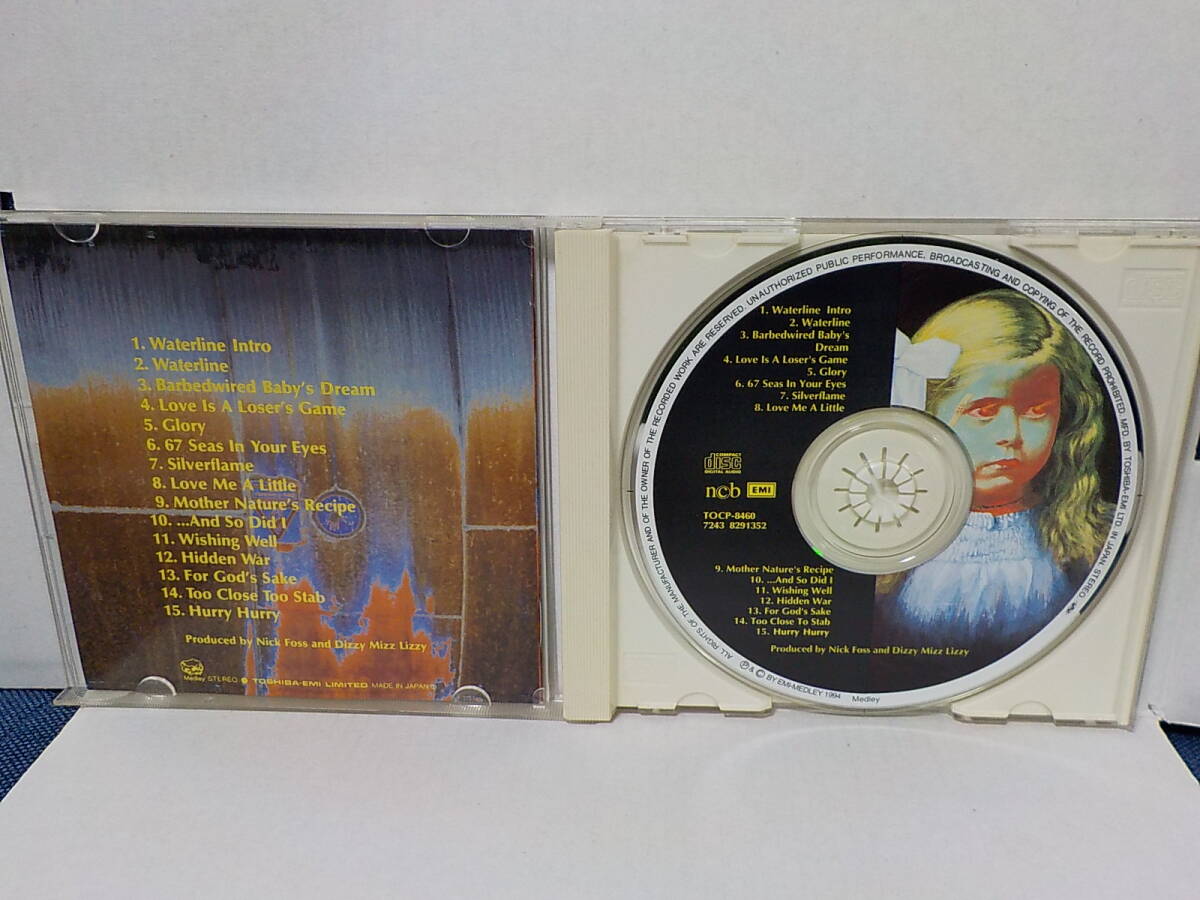 1. Waterline Intro
2. Waterline
3. Barbedwired Baby's Dream
4. Love Is A Loser's Game
5. Glory
6. 67 Seas In Your Eyes
7. Silverflame
8. Love Me A Little
9. Mother Nature's Recipe
10. ...And So Did I
11. Wishing Well
12. Hidden War
13. For God's Sake
14. Too Close Too Stab
15. Hurry Hurry
Produced by Nick Foss and Dizzy Mizz Lizzy
Medley STEREO TOSHIBA-EMI LIMITED MADE IN JAPAN
ALL RIGHTS OF THE MANUFACTURER AND OF THE OWNER OF THE RECORDED WORK ARE RESERVED. UNAUTHORIZED PUBLIC PERFORMANCE, BROADCASTING AND COPYING OF THE RECORD PROHIBITED. MFD. BY TOSHIBA-EMI LTD. IN JAPAN. STEREO
1. Waterline Intro
2. Waterline
3. Barbedwired Baby's
Dream
4. Love Is A Loser's Game
5. Glory
6. 67 Seas In Your Eyes
7. Silverflame
8. Love Me A Little
COMPACT
disc
DIGITAL AUDIO
ncb EMI
TOCP-8460
7243 8291352
9. Mother Nature's Recipe
10. ...And So Did I
11. Wishing Well
12. Hidden War
13. For God's Sake
14. Too Close To Stab
15. Hurry Hurry
Produced by Nick Foss and Dizzy Mizz Lizzy
℗ & © BY EMI-MEDLEY 1994 Medley